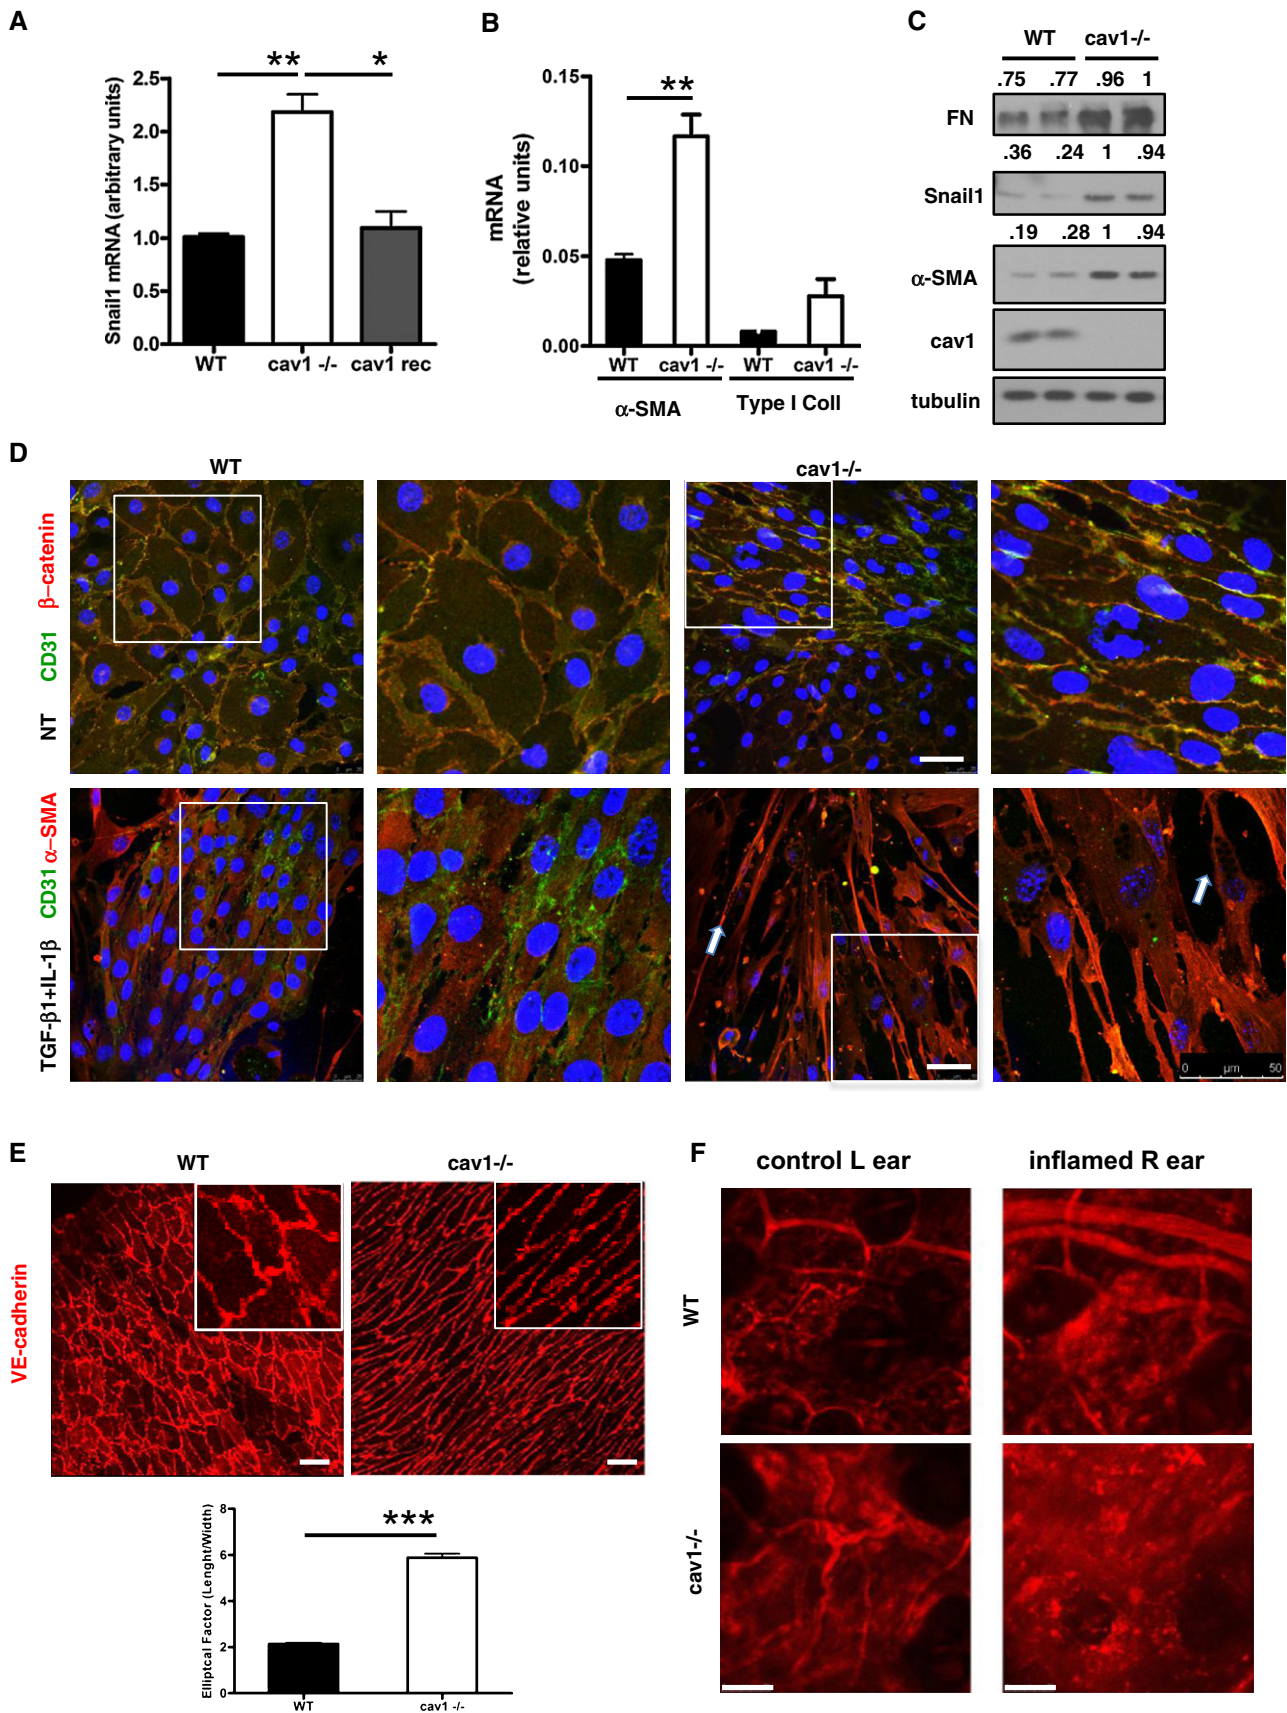 A
**
*
2.5
2.0
1.5
1.0
0.5
0.0
Snail1 mRNA (arbitrary units)
WT
cav1 -/-
cav1 rec
B
**
0.15
0.10
0.05
0.00
mRNA
(relative units)
WT
cav1 -/-
WT
cav1 -/-
α-SMA
Type I Coll
C
WT
cav1-/-
.75 .77 .96 1
FN
.36 .24 1 .94
Snail1
.19 .28 1 .94
α-SMA
cav1
tubulin
D
WT
cav1-/-
NT CD31 β-catenin
TGF-β1+IL-1β CD31 α-SMA
0 μm 50
E
WT
cav1-/-
VE-cadherin
***
8
6
4
2
0
Elliptcal Factor (Lenght/Width)
WT
cav1 -/-
F
control L ear
inflamed R ear
WT
cav1-/-